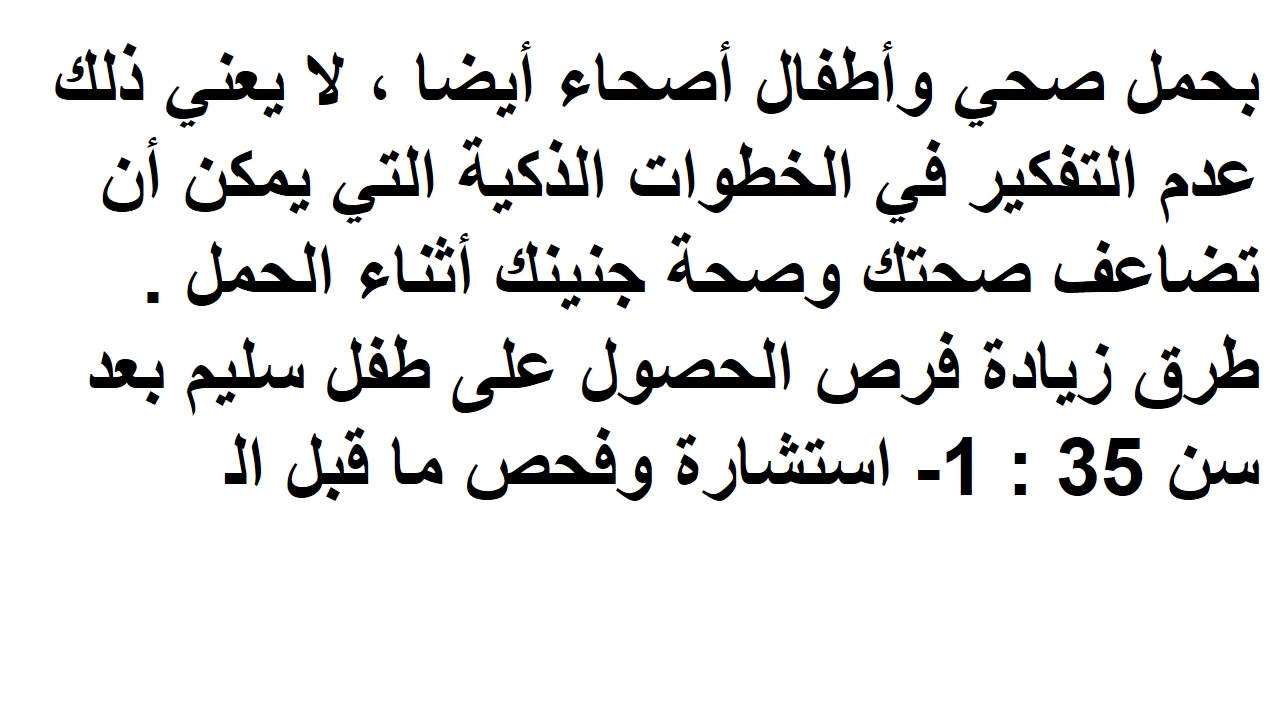 بحمل صحي وأطفال أصحاء أيضا ، لا يعني ذلك
عدم التفكير في الخطوات الذكية التي يمكن أن
تضاعف صحتك وصحة جنينك أثناء الحمل .
طرق زيادة فرص الحصول على طفل سليم بعد
سن 35 : 1- استشارة وفحص ما قبل الـ